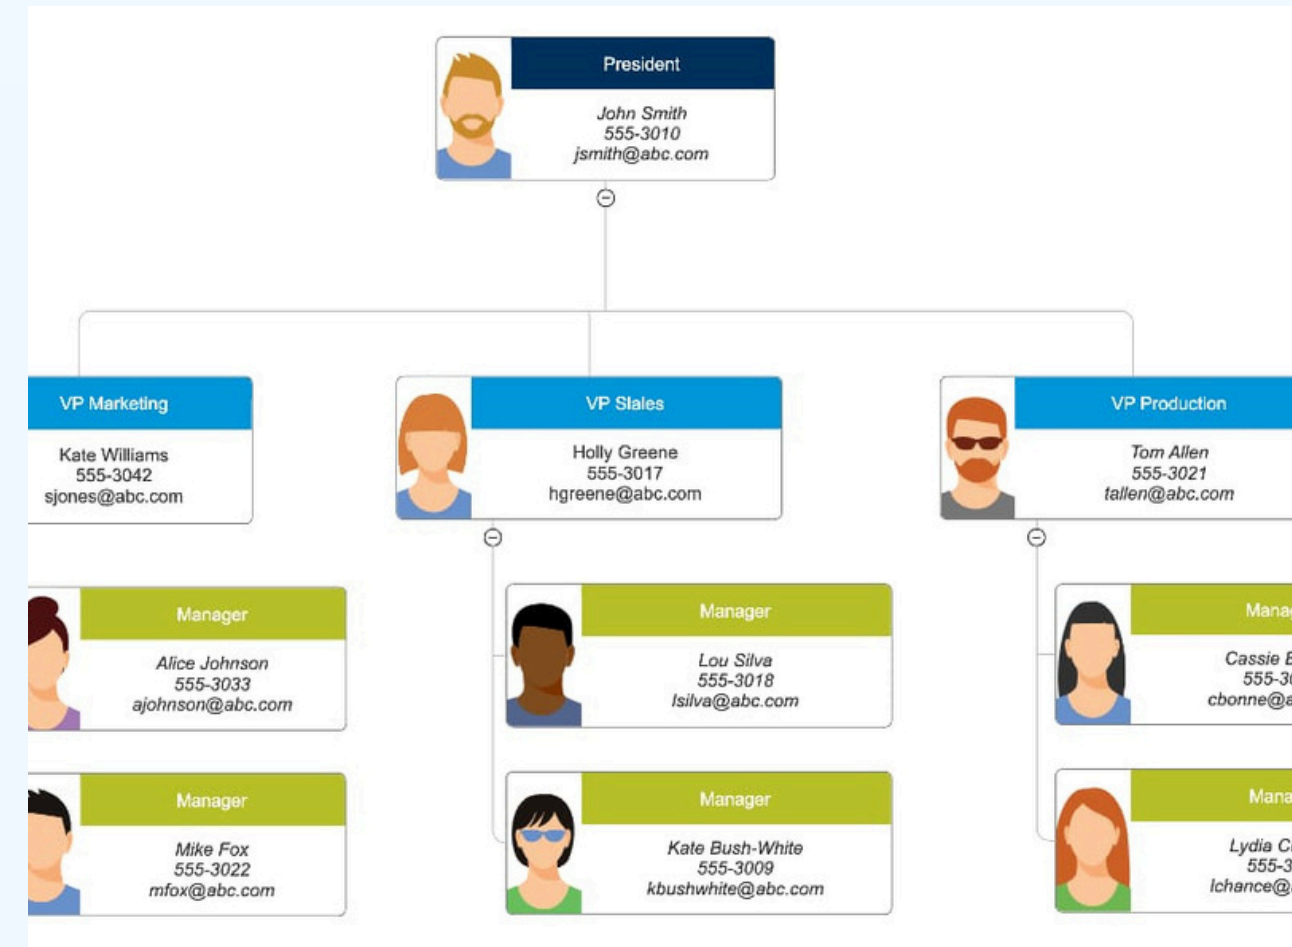 President
John Smith
555-3010
jsmith@abc.com
VP Marketing
Kate Williams
555-3042
sjones@abc.com
VP Slales
Holly Greene
555-3017
hgreene@abc.com
VP Production
Tom Allen
555-3021
tallen@abc.com
Manager
Alice Johnson
555-3033
ajohnson@abc.com
Manager
Mike Fox
555-3022
mfox@abc.com
Manager
Lou Silva
555-3018
lsilva@abc.com
Manager
Kate Bush-White
555-3009
kbushwhite@abc.com
Cassie
Lydia